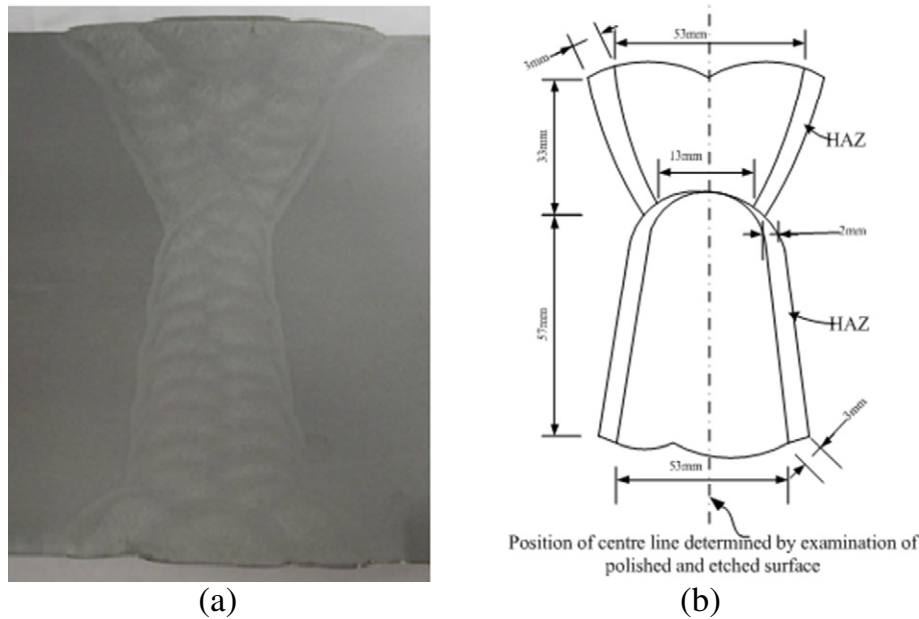 53mm
3mm
33mm
HAZ
13mm
2mm
57mm
HAZ
3mm
53mm
Position of centre line determined by examination of
polished and etched surface
(a)
(b)